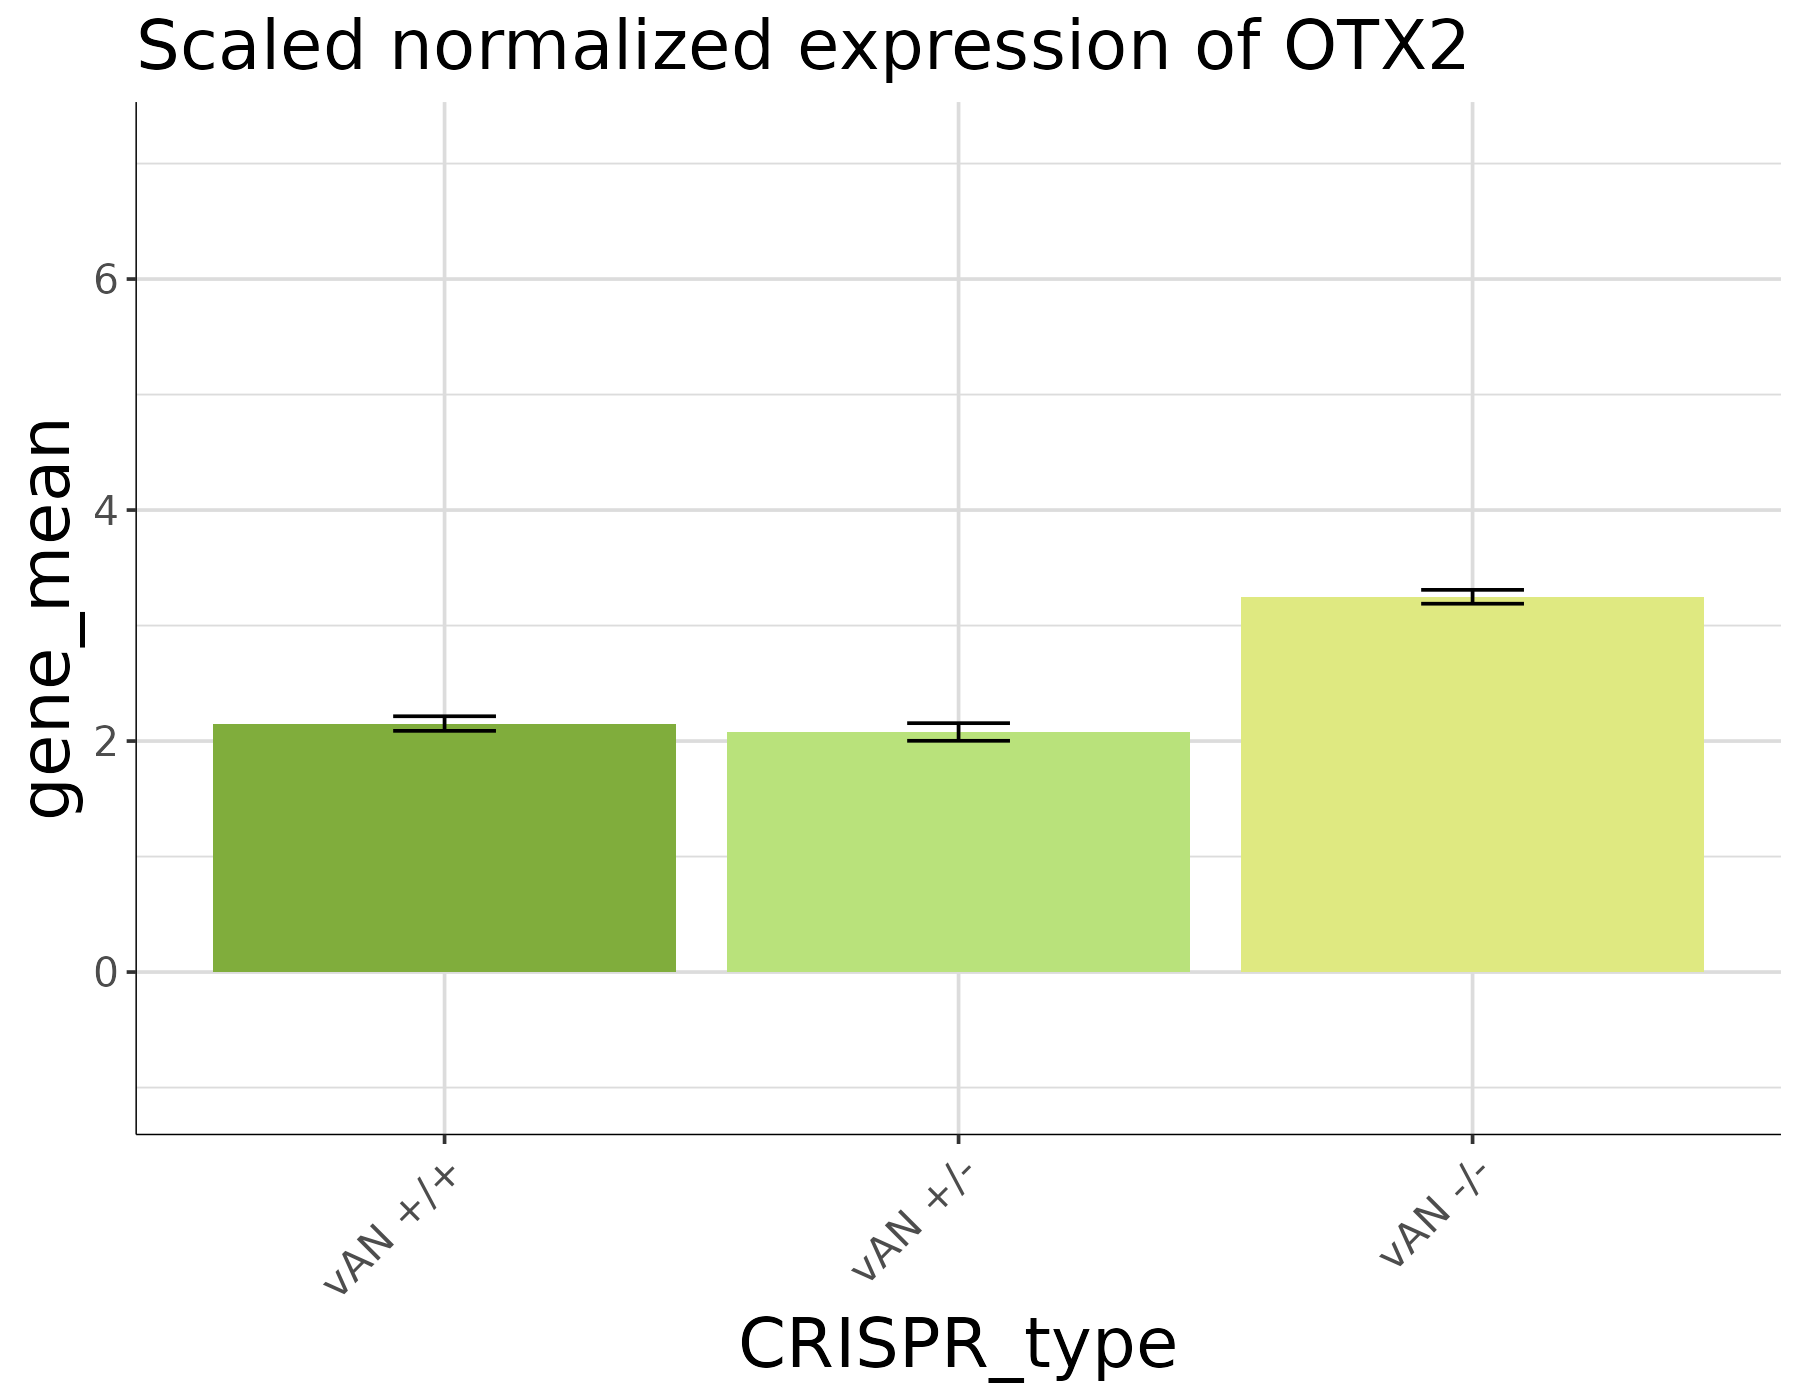 Scaled normalized expression of OTX2
gene_mean
6
4
2
0
vAN +/+
vAN +/-
vAN -/-
CRISPR_type